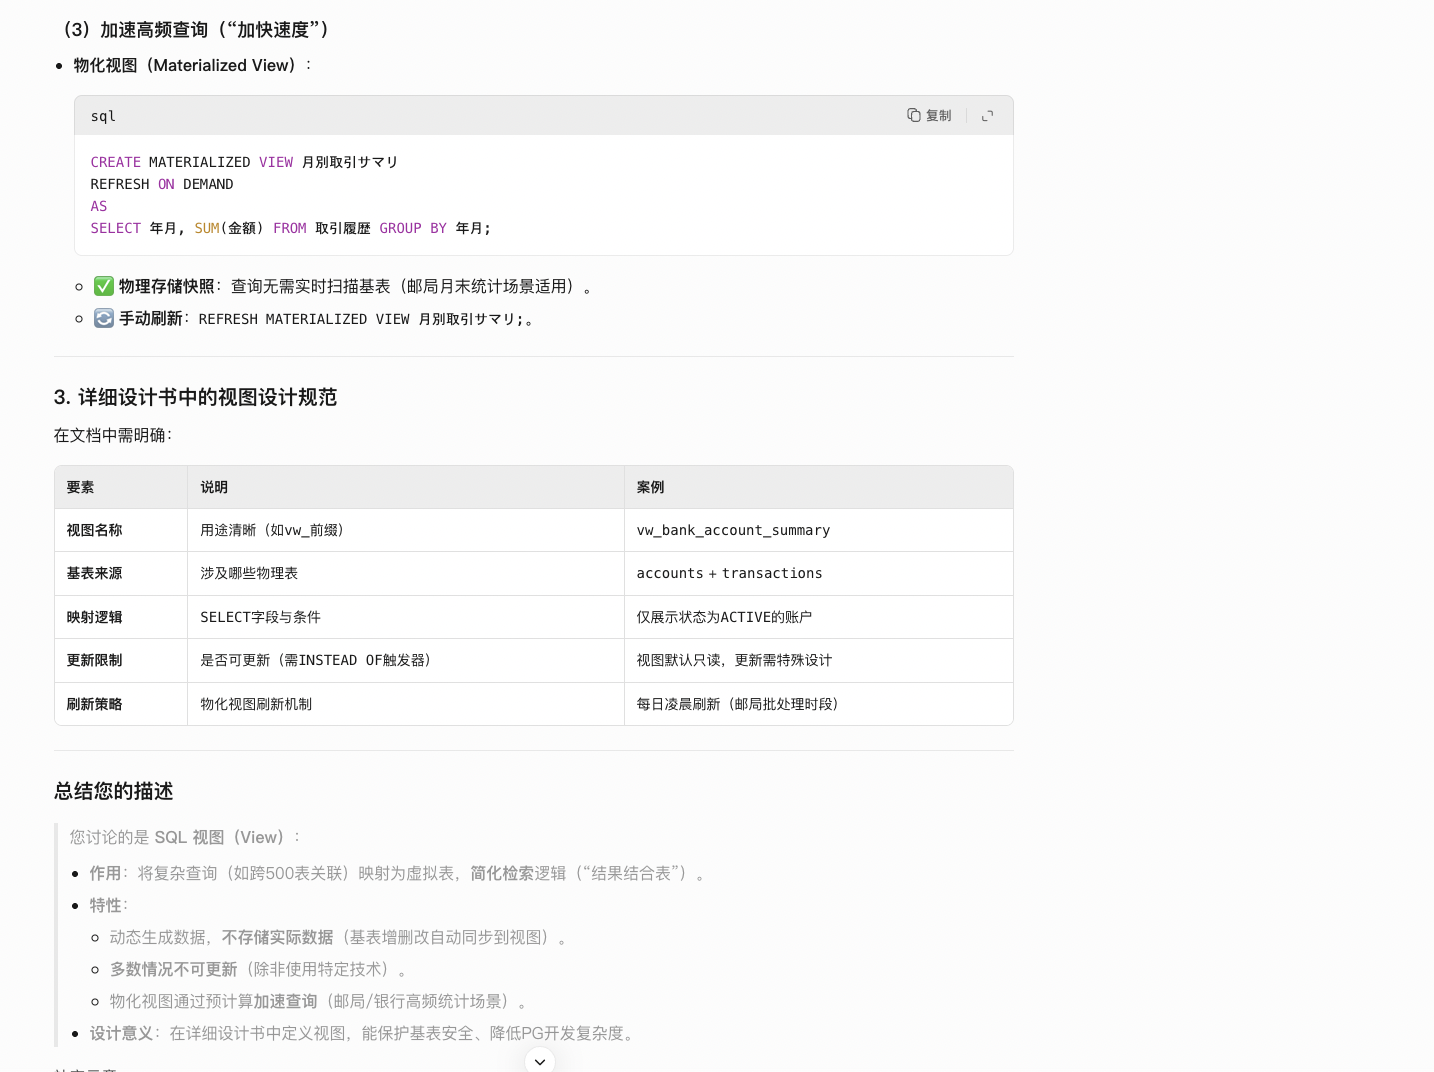 （3）加速高频查询（“加快速度”）
物化视图（Materialized View）：
sql 复制
CREATE MATERIALIZED VIEW 月別取引サマリ
REFRESH ON DEMAND
AS
SELECT 年月, SUM(金額) FROM 取引履歴 GROUP BY 年月;
✅ 物理存储快照：查询无需实时扫描基表（邮局月末统计场景适用）。
🔄 手动刷新：REFRESH MATERIALIZED VIEW 月別取引サマリ;。
3. 详细设计书中的视图设计规范
在文档中需明确：
要素 说明 案例
视图名称 用途清晰（如vw_前缀） vw_bank_account_summary
基表来源 涉及哪些物理表 accounts + transactions
映射逻辑 SELECT字段与条件 仅展示状态为ACTIVE的账户
更新限制 是否可更新（需INSTEAD OF触发器） 视图默认只读，更新需特殊设计
刷新策略 物化视图刷新机制 每日凌晨刷新（邮局批处理时段）
总结您的描述
您讨论的是 SQL 视图（View）：
作用：将复杂查询（如跨500表关联）映射为虚拟表，简化检索逻辑（“结果结合表”）。
特性：
动态生成数据，不存储实际数据（基表增删改自动同步到视图）。
多数情况不可更新（除非使用特定技术）。
物化视图通过预计算加速查询（邮局/银行高频统计场景）。
设计意义：在详细设计书中定义视图，能保护基表安全、降低PG开发复杂度。